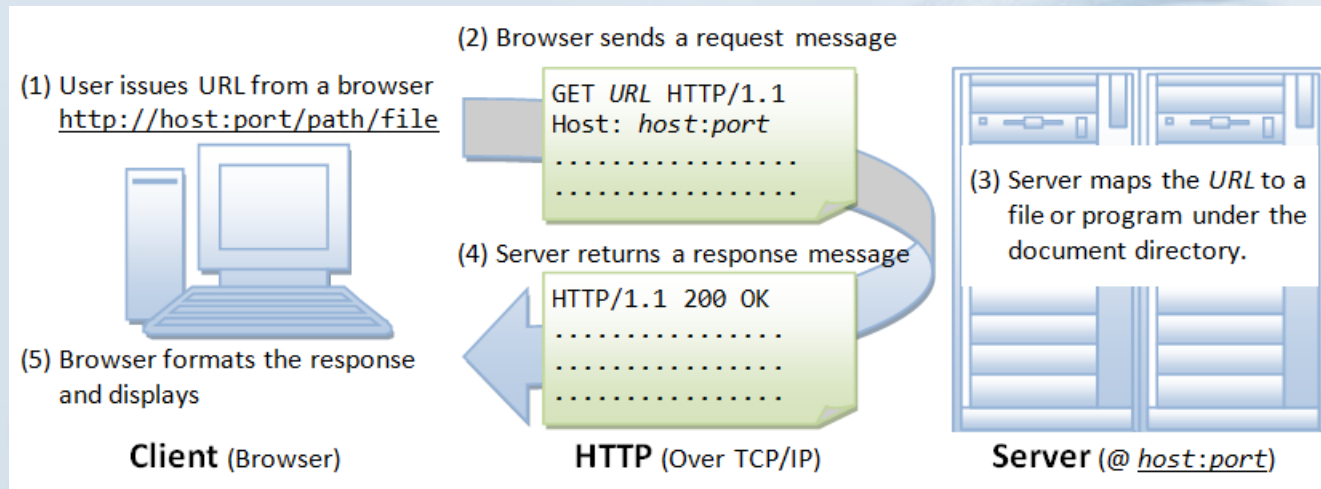 (1) User issues URL from a browser
http://host:port/path/file
(2) Browser sends a request message
GET URL HTTP/1.1
Host: host:port
.................
.................
(3) Server maps the URL to a
file or program under the
document directory.
(4) Server returns a response message
HTTP/1.1 200 OK
................
................
................
(5) Browser formats the response
and displays
Client (Browser)
HTTP (Over TCP/IP)
Server (@ host:port)